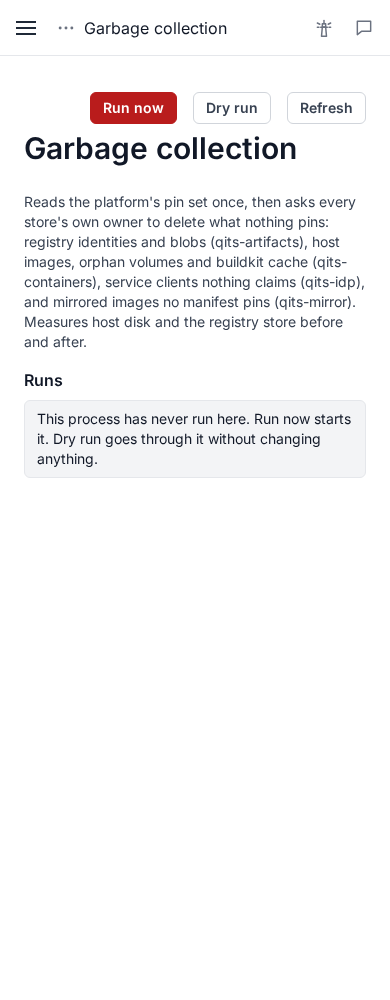 Garbage collection
Run now
Dry run
Refresh
Garbage collection
Reads the platform's pin set once, then asks every
store's own owner to delete what nothing pins:
registry identities and blobs (qits-artifacts), host
images, orphan volumes and buildkit cache (qits-
containers), service clients nothing claims (qits-idp),
and mirrored images no manifest pins (qits-mirror).
Measures host disk and the registry store before
and after.
Runs
This process has never run here. Run now starts
it. Dry run goes through it without changing
anything.